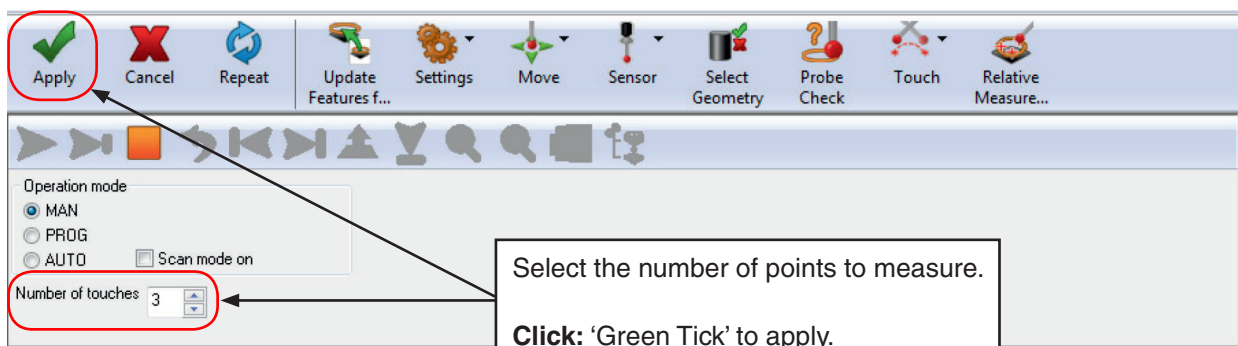 Apply Cancel Repeat Update Settings Move Sensor Select Probe Touch Relative
Features f... Geometry Check Measure...
Operation mode
MAN
PROG
AUTO Scan mode on
Number of touches 3
Select the number of points to measure.
Click: ‘Green Tick’ to apply.